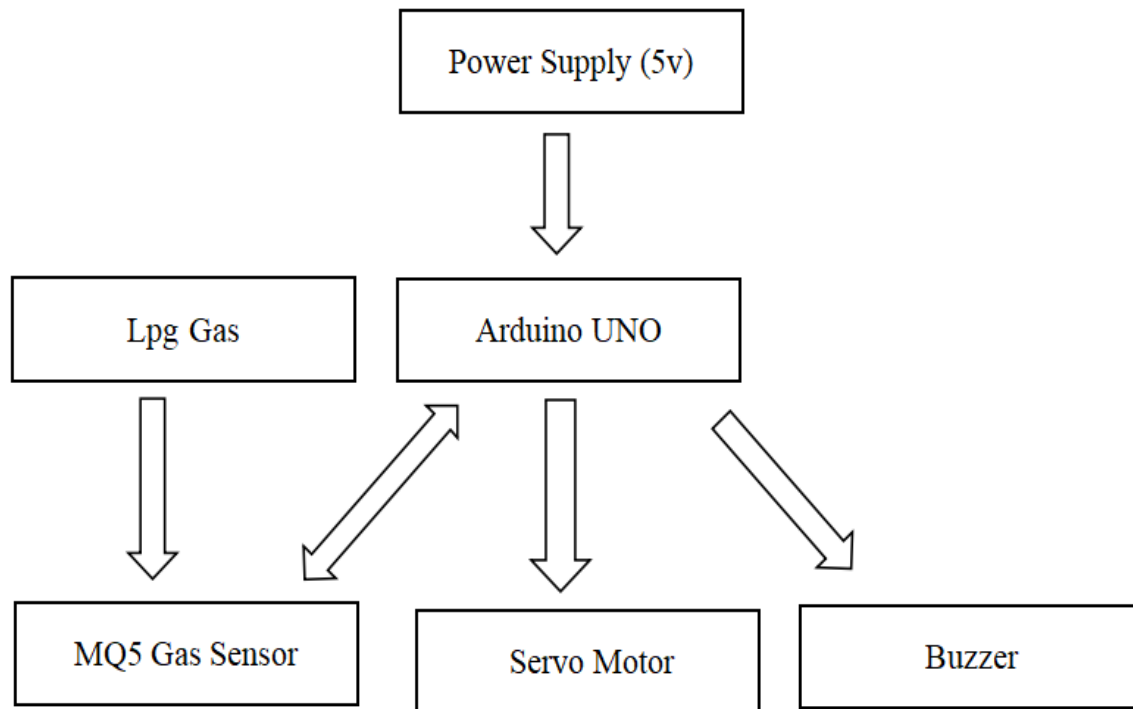 Power Supply (5v)
Lpg Gas
Arduino UNO
MQ5 Gas Sensor
Servo Motor
Buzzer